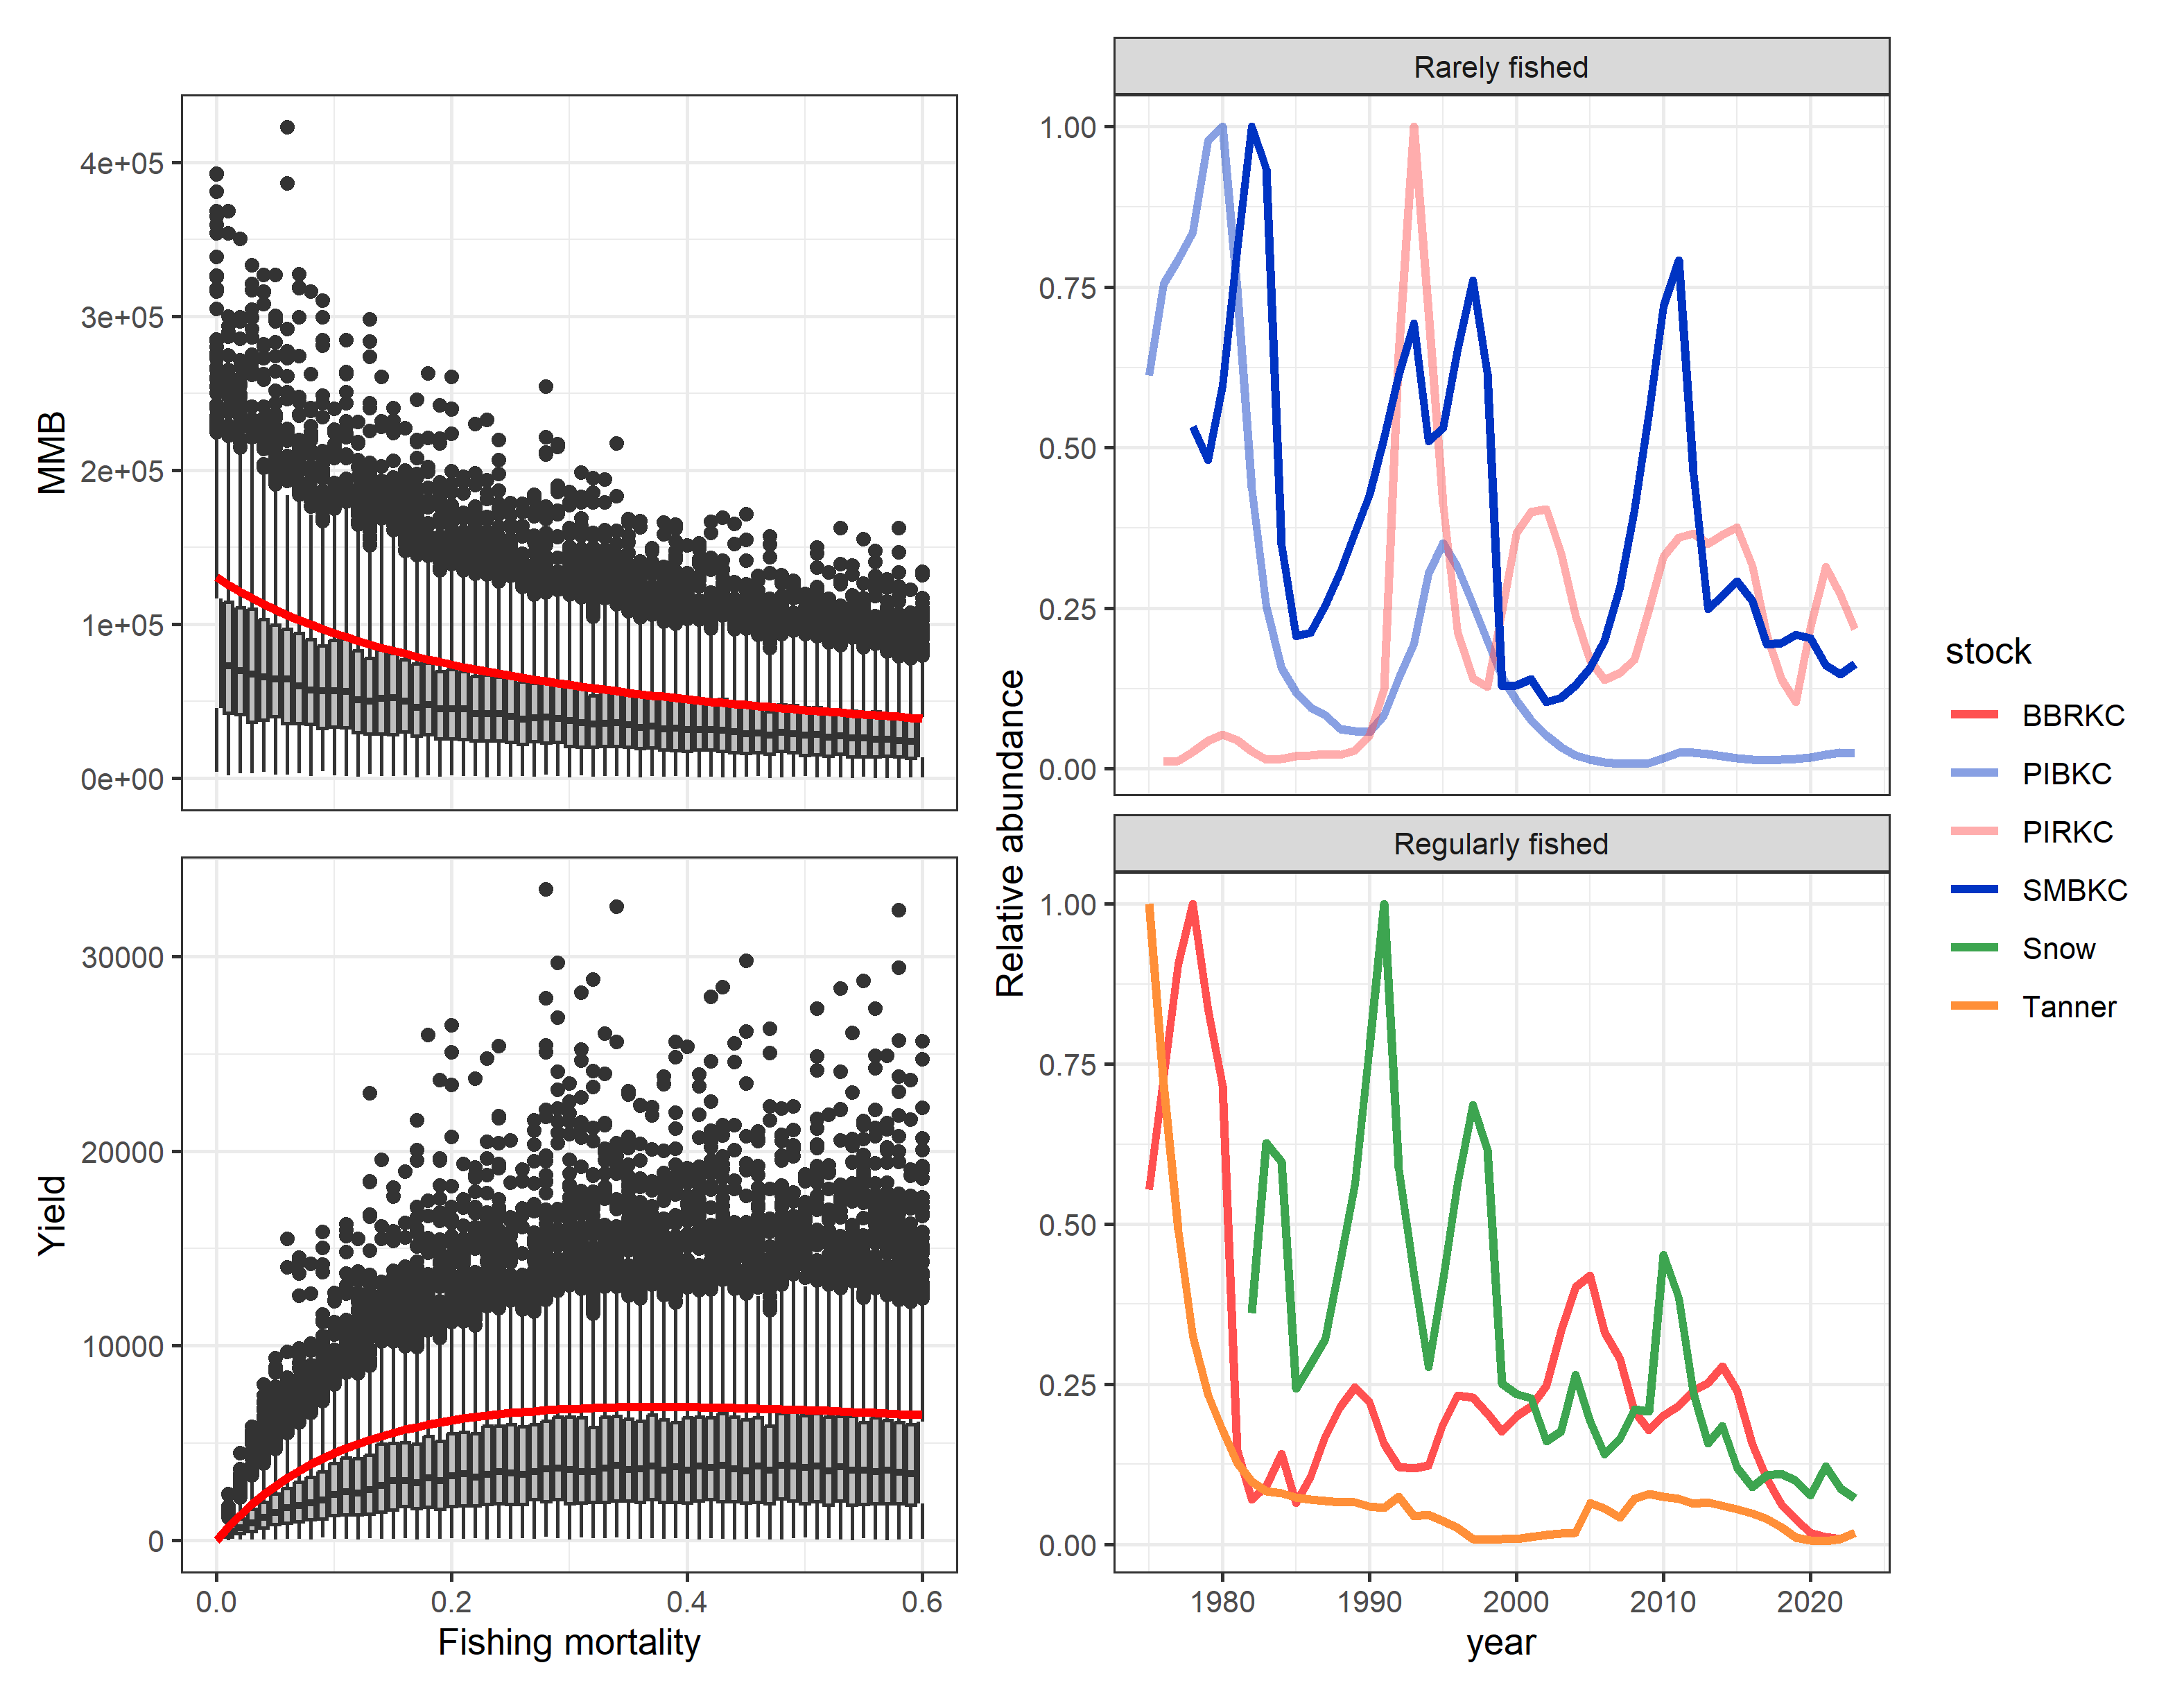 MMB
4e+05
3e+05
2e+05
1e+05
0e+00
Yield
30000
20000
10000
0
0.0 0.2 0.4 0.6
Fishing mortality
Relative abundance
Rarely fished
1.00
0.75
0.50
0.25
0.00
Regularly fished
1.00
0.75
0.50
0.25
0.00
1980 1990 2000 2010 2020
year
stock
BBRKC
PIBKC
PIRKC
SMBKC
Snow
Tanner